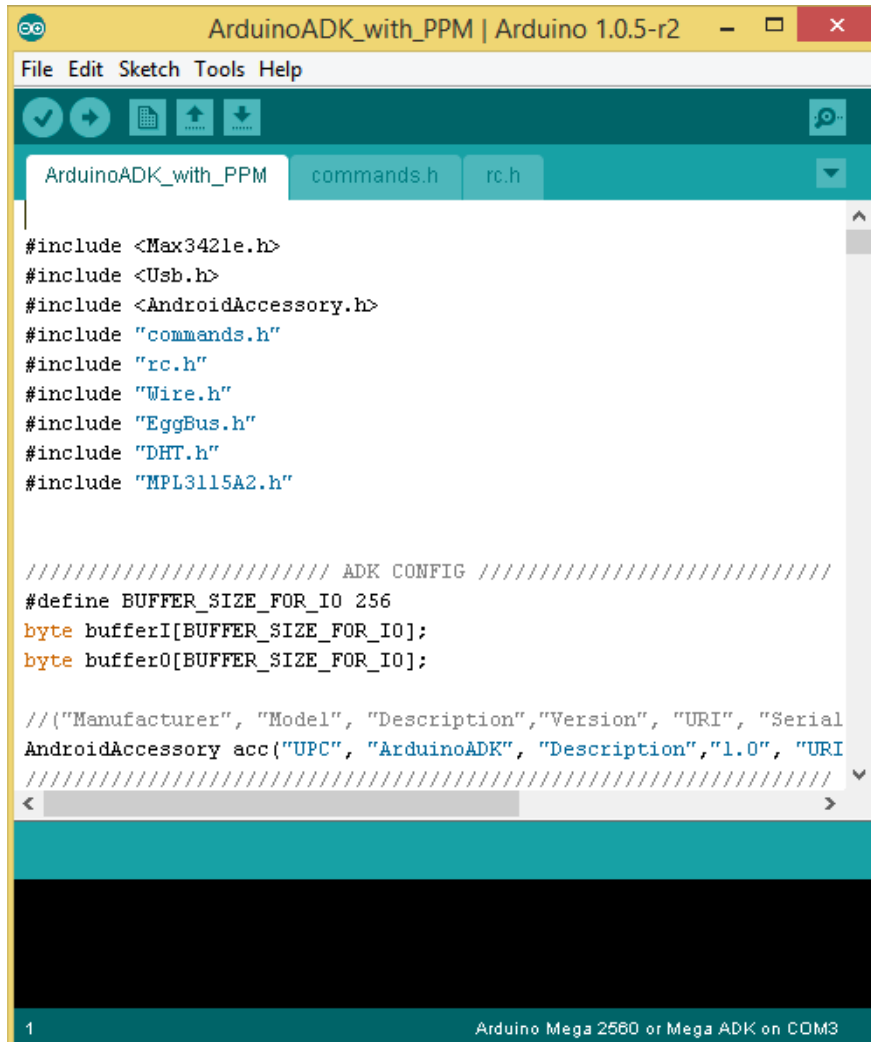 ArduinoADK_with_PPM | Arduino 1.0.5-r2
File Edit Sketch Tools Help
ArduinoADK_with_PPM commands.h rc.h
#include <Max3421e.h>
#include <Usb.h>
#include <AndroidAccessory.h>
#include "commands.h"
#include "rc.h"
#include "Wire.h"
#include "EggBus.h"
#include "DHT.h"
#include "MPL3115A2.h"
///////////////////////// ADK CONFIG /////////////////////////////
#define BUFFER_SIZE_FOR_IO 256
byte bufferI[BUFFER_SIZE_FOR_IO];
byte bufferO[BUFFER_SIZE_FOR_IO];
//("Manufacturer", "Model", "Description","Version", "URI", "Serial
AndroidAccessory acc("UPC", "ArduinoADK", "Description","1.0", "URI
//////////////////////////////////////////////////////////////////
1 Arduino Mega 2560 or Mega ADK on COM3